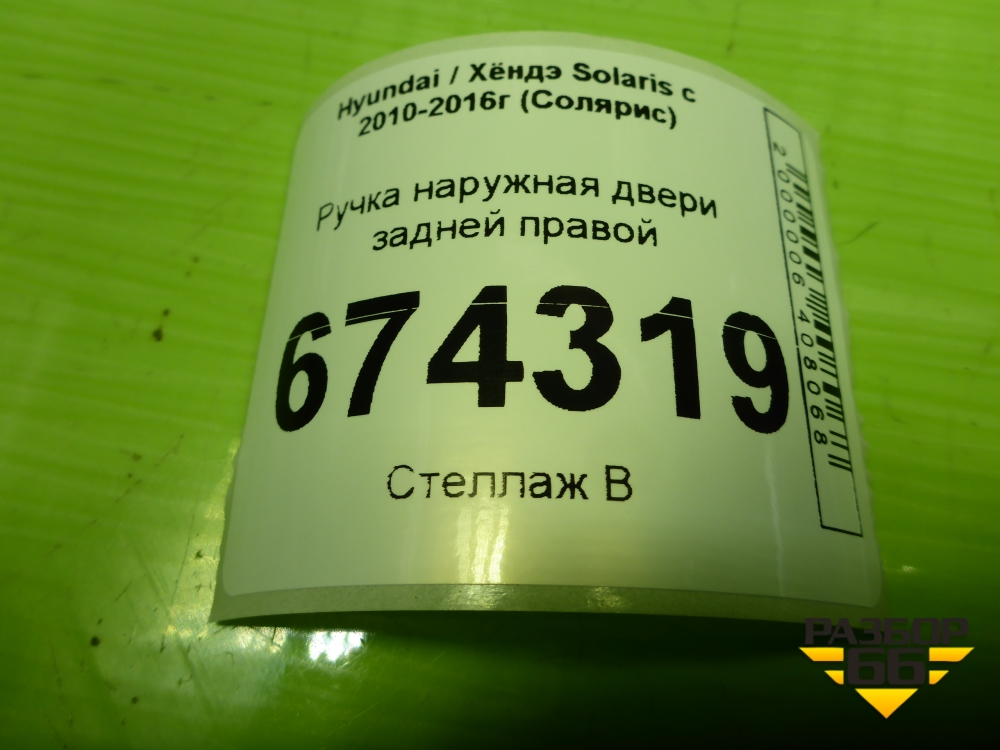 Hyundai / Хёндэ Solaris с
2010-2016г (Солярис)
Ручка наружная двери
задней правой
674319
Стеллаж В
2000006408068
РАЗБОР
66